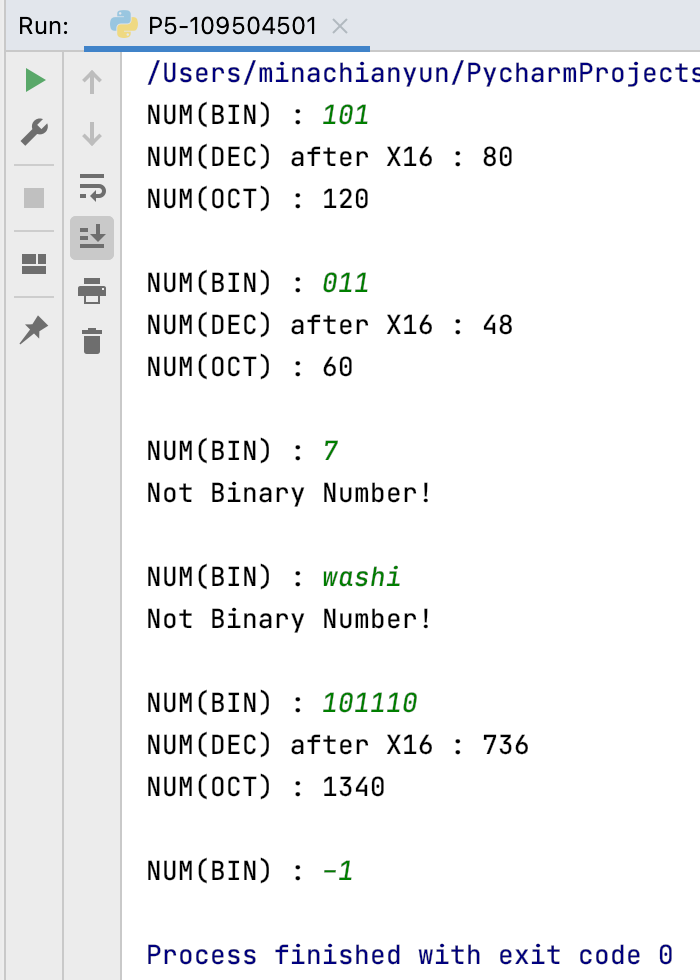 Run: P5-109504501
/Users/minachianyun/PycharmProjects
NUM(BIN) : 101
NUM(DEC) after X16 : 80
NUM(OCT) : 120
NUM(BIN) : 011
NUM(DEC) after X16 : 48
NUM(OCT) : 60
NUM(BIN) : 7
Not Binary Number!
NUM(BIN) : washi
Not Binary Number!
NUM(BIN) : 101110
NUM(DEC) after X16 : 736
NUM(OCT) : 1340
NUM(BIN) : -1
Process finished with exit code 0